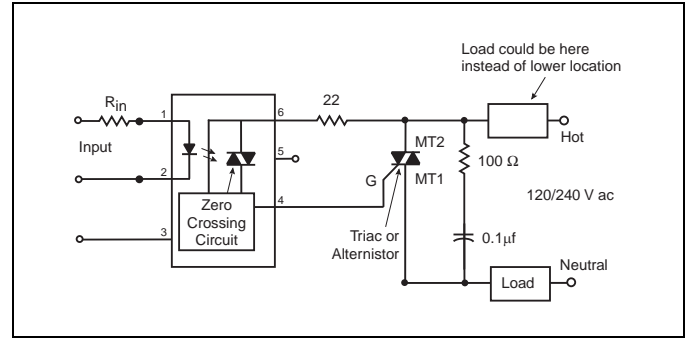 Load could be here
instead of lower location
Rin
1
6
22
Hot
Input
5
MT2
100 Ω
G
MT1
2
4
120/240 V ac
Zero
Crossing
Circuit
3
Triac or
Alternistor
0.1µf
Neutral
Load